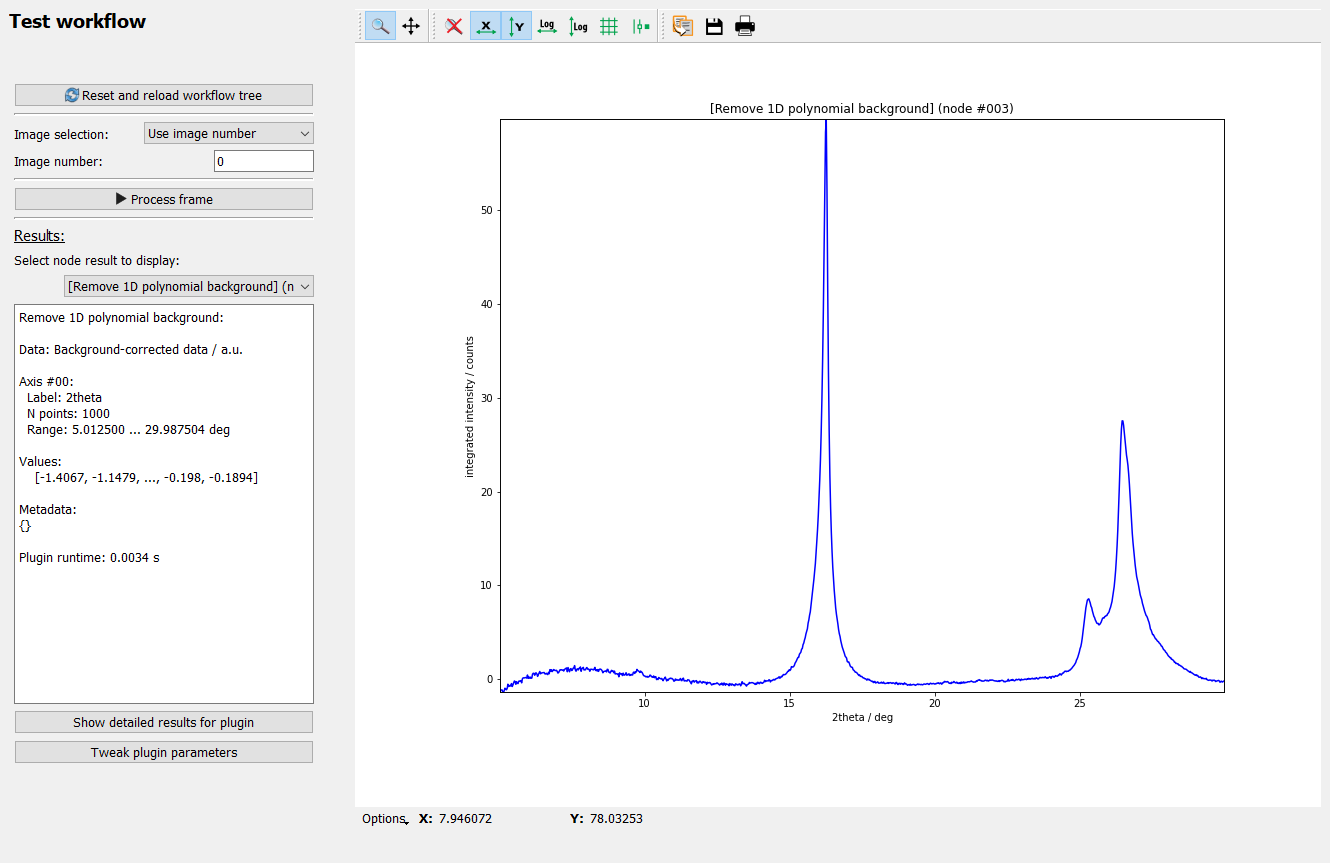 Test workflow
Reset and reload workflow tree
Image selection: Use image number
Image number: 0
Process frame
Results:
Select node result to display:
[Remove 1D polynomial background] (n
Remove 1D polynomial background:
Data: Background-corrected data / a.u.
Axis #00:
Label: 2theta
N points: 1000
Range: 5.012500 ... 29.987504 deg
Values:
[-1.4067, -1.1479, ..., -0.198, -0.1894]
Metadata:
{}
Plugin runtime: 0.0034 s
Show detailed results for plugin
Tweak plugin parameters
X Y Log Log
[Remove 1D polynomial background] (node #003)
integrated intensity / counts
50
40
30
20
10
0
10 15 20 25
2theta / deg
Options X: 7.946072 Y: 78.03253